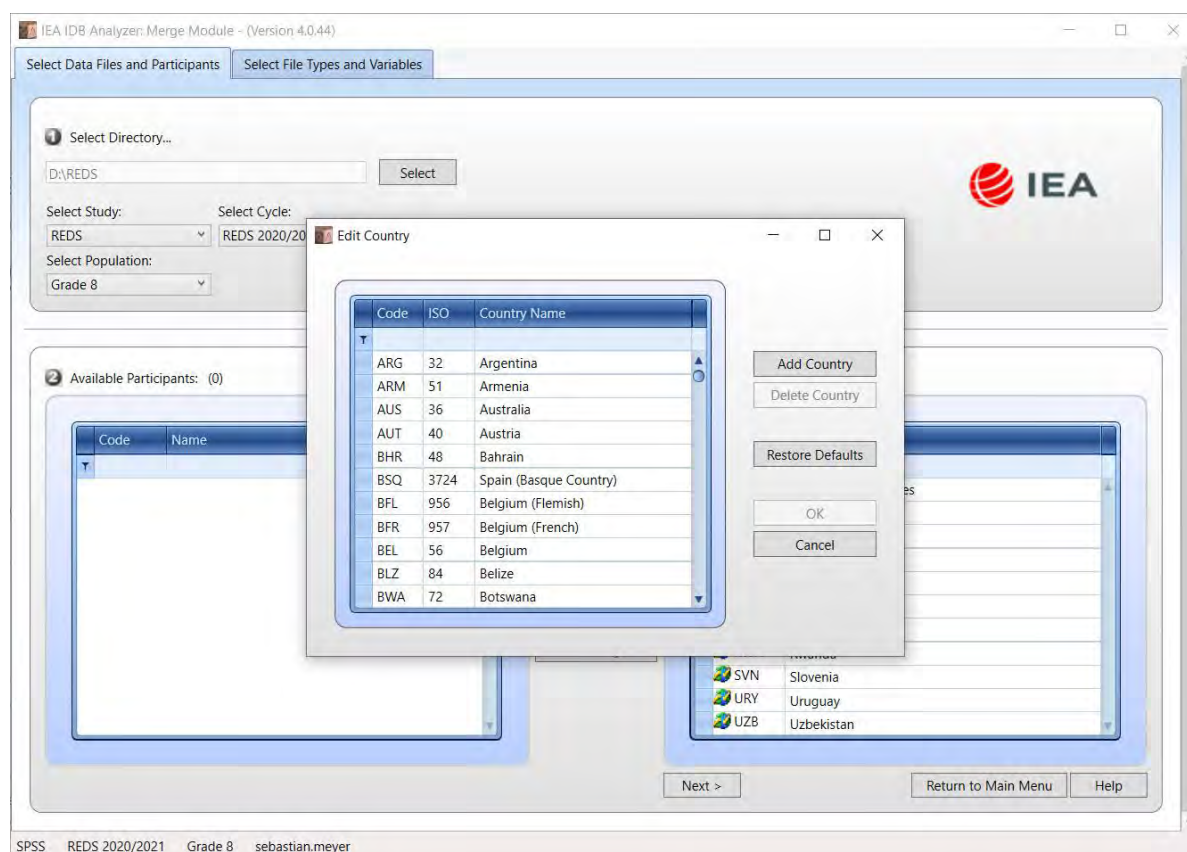 IEA IDB Analyzer: Merge Module - (Version 4.0.44)
Select Data Files and Participants Select File Types and Variables
1 Select Directory...
D:\REDS Select
IEA
Select Study: Select Cycle:
REDS REDS 2020/20
Select Population:
Grade 8
Edit Country
Code ISO Country Name
ARG 32 Argentina
ARM 51 Armenia
AUS 36 Australia
AUT 40 Austria
BHR 48 Bahrain
BSQ 3724 Spain (Basque Country)
BFL 956 Belgium (Flemish)
BFR 957 Belgium (French)
BEL 56 Belgium
BLZ 84 Belize
BWA 72 Botswana
Add Country
Delete Country
Restore Defaults
OK
Cancel
2 Available Participants: (0)
Code Name
es
SVN Slovenia
URY Uruguay
UZB Uzbekistan
Next > Return to Main Menu Help
SPSS REDS 2020/2021 Grade 8 sebastian.meyer